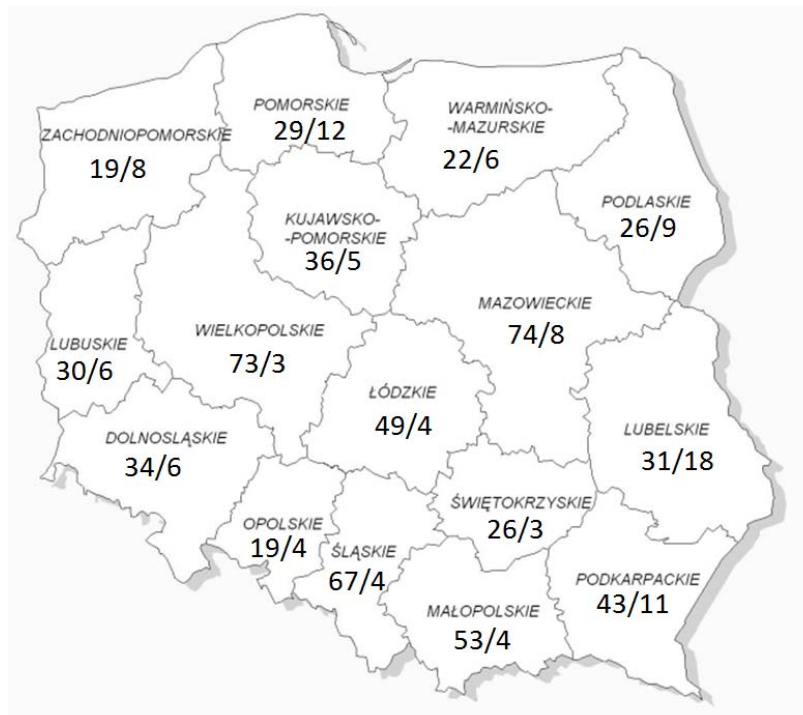 POMORSKIE
29/12
WARMIŃSKO-
-MAZURSKIE
22/6
ZACHODNIOPOMORSKIE
19/8
PODLASKIE
26/9
KUJAWSKO-
-POMORSKIE
36/5
MAZOWIECKIE
74/8
WIELKOPOLSKIE
73/3
LUBUSKIE
30/6
ŁÓDZKIE
49/4
LUBELSKIE
31/18
DOLNOSLĄSKIE
34/6
ŚWIĘTOKRZYSKIE
26/3
OPOLSKIE
19/4
ŚLĄSKIE
67/4
PODKARPACKIE
43/11
MAŁOPOLSKIE
53/4